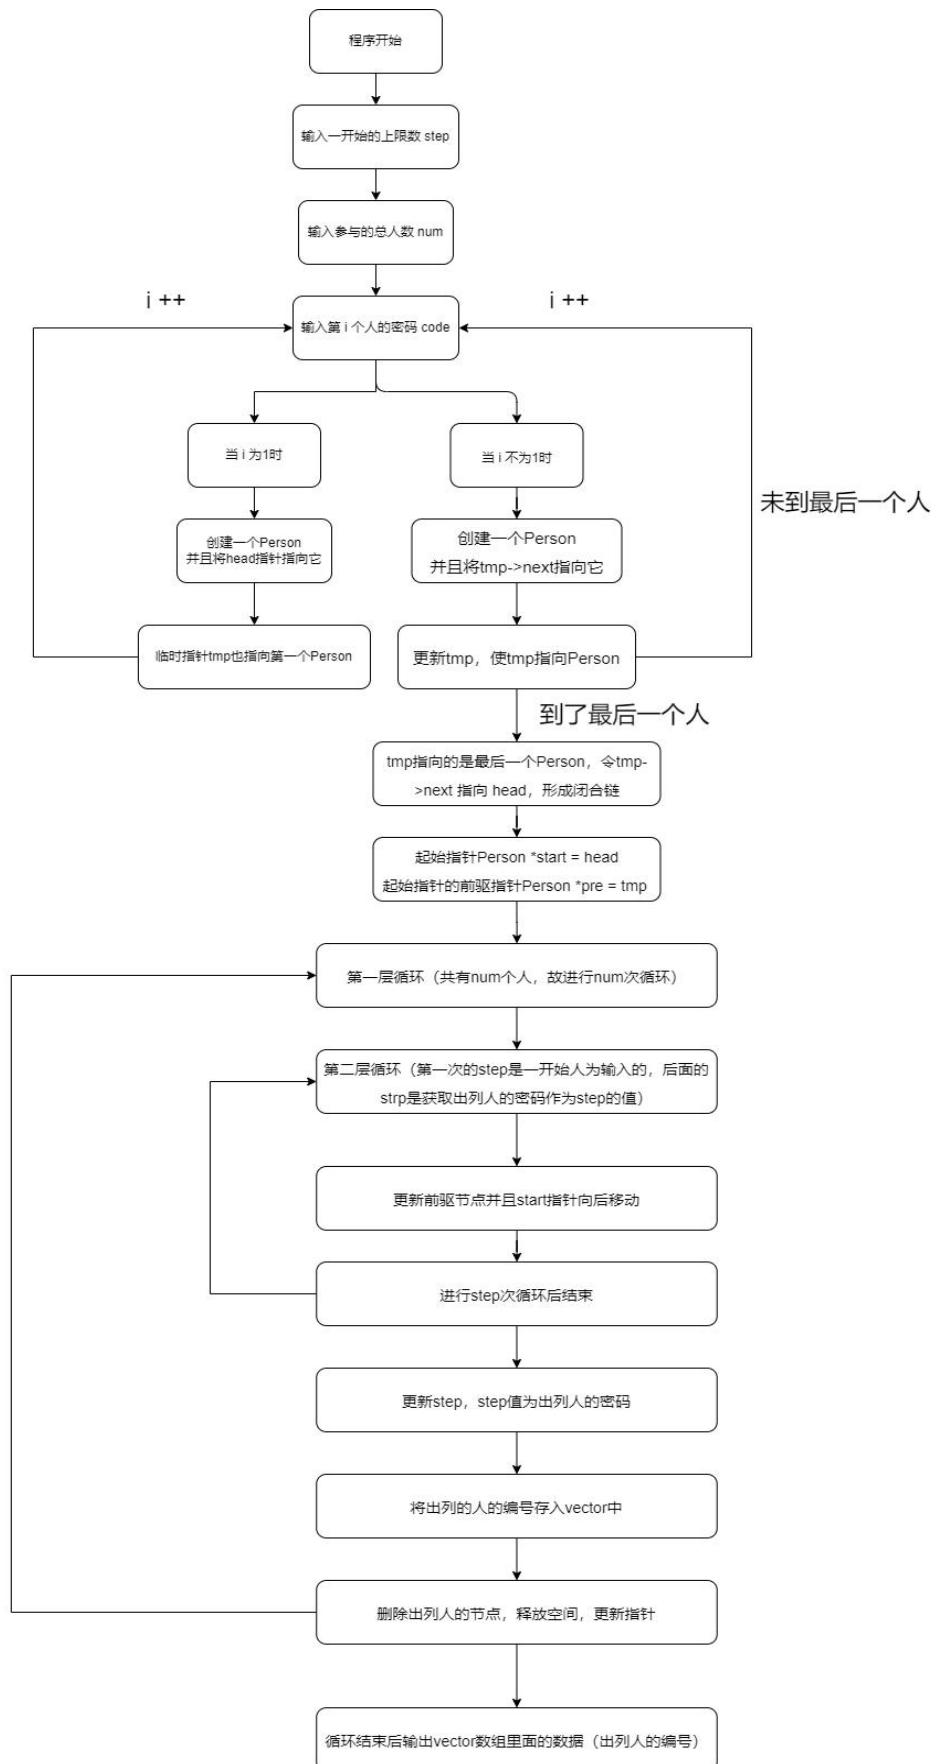 程序开始
输入一开始的上限数 step
输入参与的总人数 num
i ++
i ++
输入第 i 个人的密码 code
当 i 为1时
当 i 不为1时
未到最后一个人
创建一个Person
并且将head指针指向它
创建一个Person
并且将tmp->next指向它
临时指针tmp也指向第一个Person
更新tmp，使tmp指向Person
到了最后一个人
tmp指向的是最后一个Person，令tmp-
>next 指向 head，形成闭合链
起始指针Person *start = head
起始指针的前驱指针Person *pre = tmp
第一层循环（共有num个人，故进行num次循环）
第二层循环（第一次的step是一开始人为输入的，后面的
strp是获取出列人的密码作为step的值）
更新前驱节点并且start指针向后移动
进行step次循环后结束
更新step，step值为出列人的密码
将出列的人的编号存入vector中
删除出列人的节点，释放空间，更新指针
循环结束后输出vector数组里面的数据（出列人的编号）